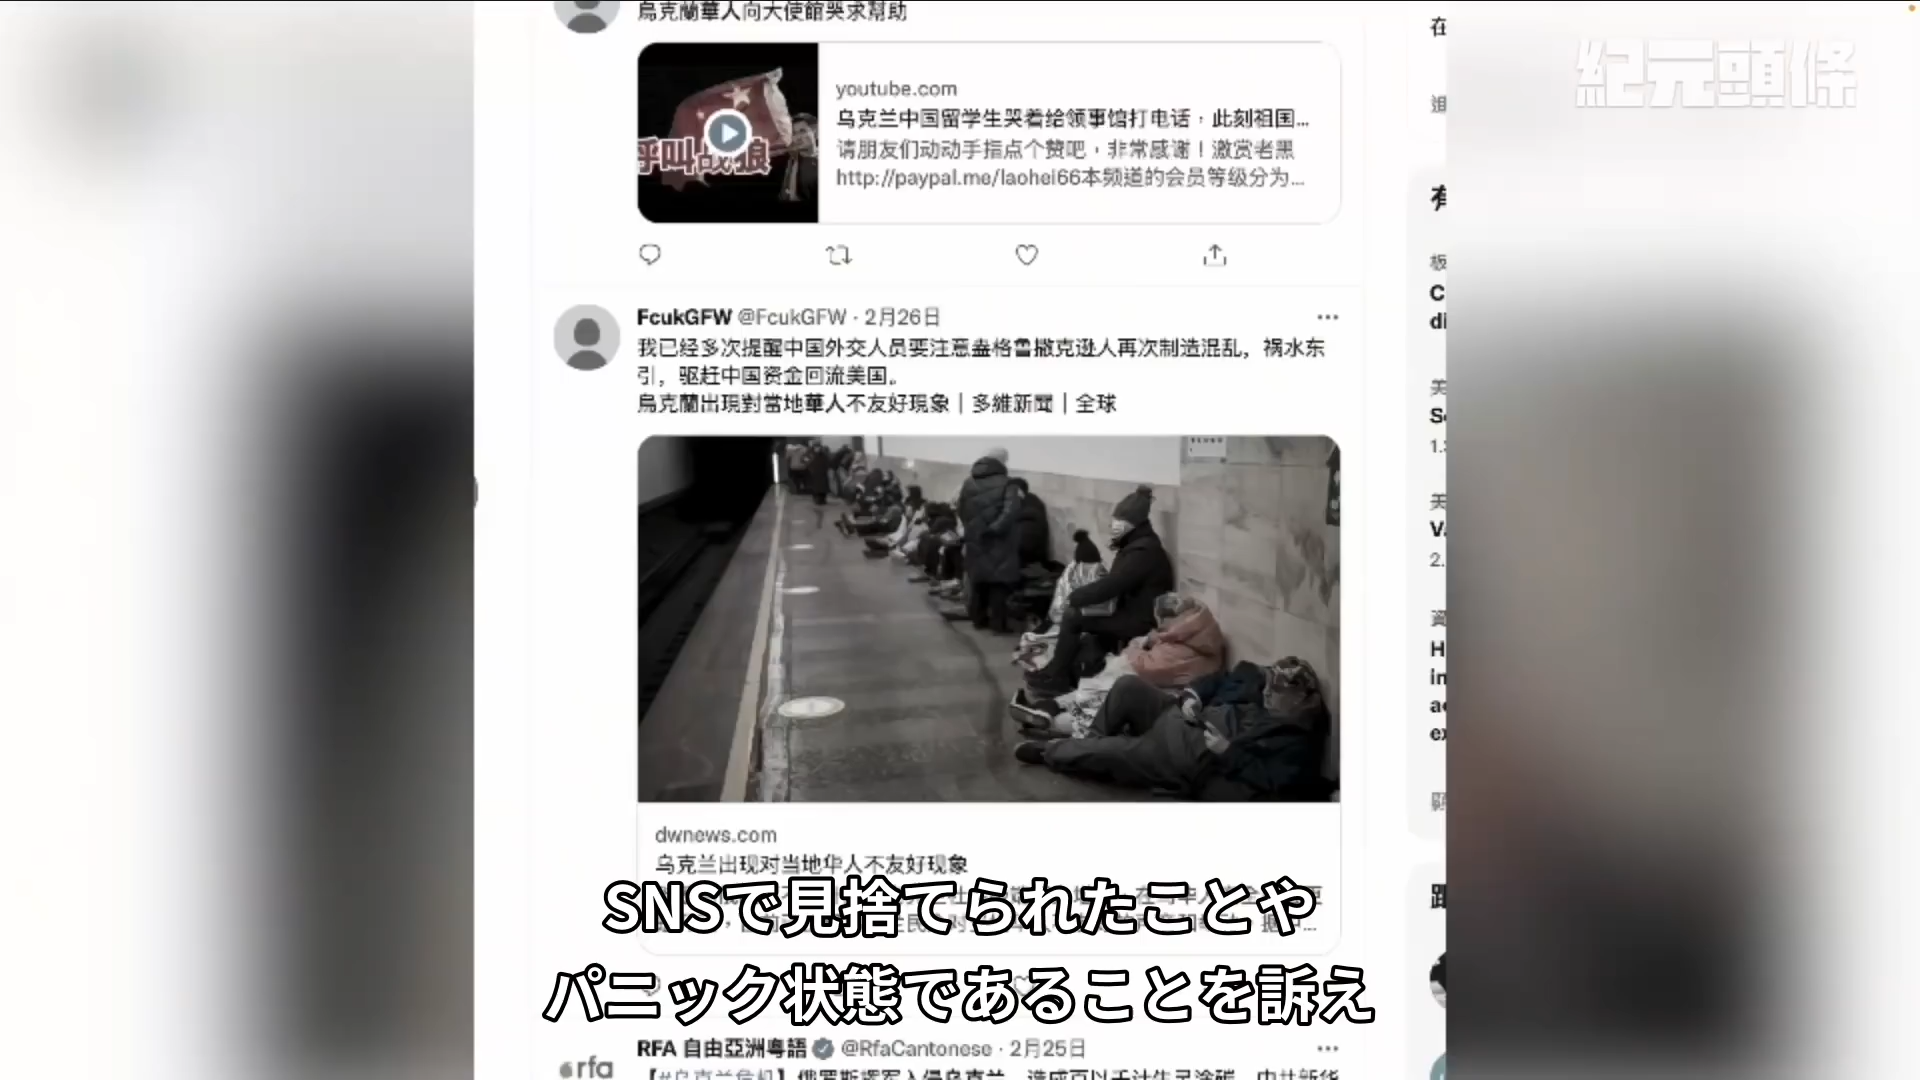 烏克蘭華人向大使館哭求幫助
紀元頭條
youtube.com
乌克兰中国留学生哭着给领事馆打电话，此刻祖国...
请朋友们动动手指点个赞吧，非常感谢！激赏老黑
http://paypal.me/laohei66本频道的会员等级分为...
呼叫战狼
FcukGFW @FcukGFW · 2月26日
我已经多次提醒中国外交人员要注意盎格鲁撒克逊人再次制造混乱，祸水东
引，驱赶中国资金回流美国。
烏克蘭出現對當地華人不友好現象｜多維新聞｜全球
dwnews.com
乌克兰出现对当地华人不友好现象
SNSで見捨てられたことや
パニック状態であることを訴え
RFA 自由亞洲粵語 @RfaCantonese · 2月25日
rfa